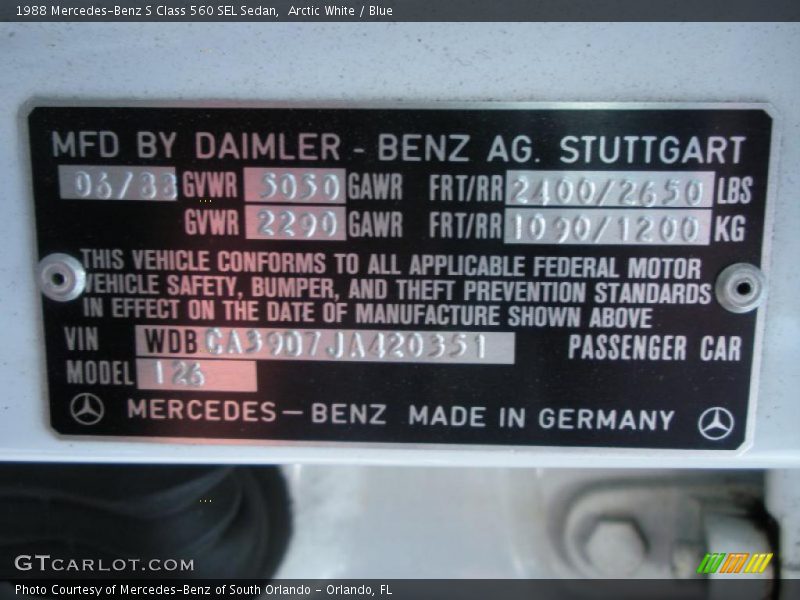 1988 Mercedes-Benz S Class 560 SEL Sedan, Arctic White / Blue
MFD BY DAIMLER - BENZ AG. STUTTGART
06/88 GVWR 5050 GAWR FRT/RR 2400/2650 LBS
GVWR 2290 GAWR FRT/RR 1090/1200 KG
THIS VEHICLE CONFORMS TO ALL APPLICABLE FEDERAL MOTOR
VEHICLE SAFETY, BUMPER, AND THEFT PREVENTION STANDARDS
IN EFFECT ON THE DATE OF MANUFACTURE SHOWN ABOVE
VIN WDBCA39D7JA420351 PASSENGER CAR
MODEL 126
MERCEDES-BENZ MADE IN GERMANY
GTCARLOT.COM
Photo Courtesy of Mercedes-Benz of South Orlando - Orlando, FL